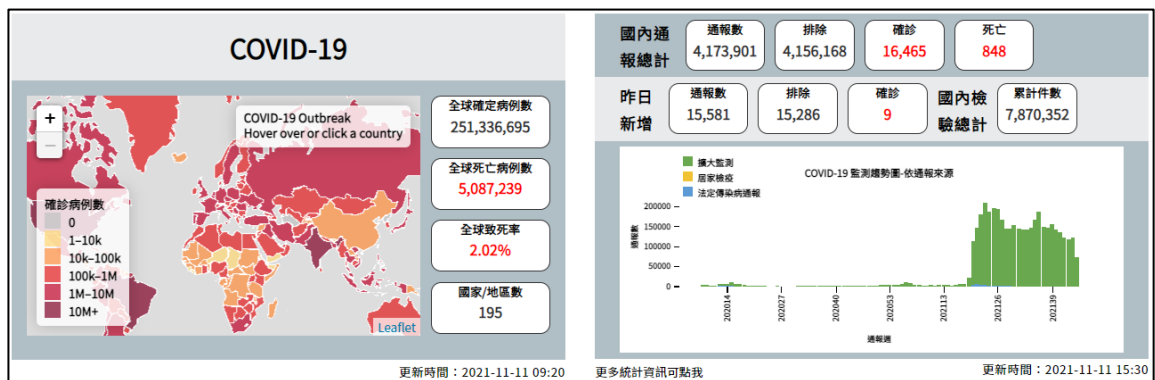 COVID-19
+
−
COVID-19 Outbreak
Hover over or click a country
確診病例數
0
1–10k
10k–100k
100k–1M
1M–10M
10M+
Leaflet
全球確定病例數
251,336,695
全球死亡病例數
5,087,239
全球致死率
2.02%
國家/地區數
195
更新時間：2021-11-11 09:20
國內通報總計
通報數
4,173,901
排除
4,156,168
確診
16,465
死亡
848
昨日新增
通報數
15,581
排除
15,286
確診
9
國內檢驗總計
累計件數
7,870,352
擴大監測
居家檢疫
法定傳染病通報
COVID-19 監測趨勢圖-依通報來源
通報數
200000
150000
100000
50000
0
202014
202027
202040
202053
202113
202126
202139
通報週
更多統計資訊可點我
更新時間：2021-11-11 15:30